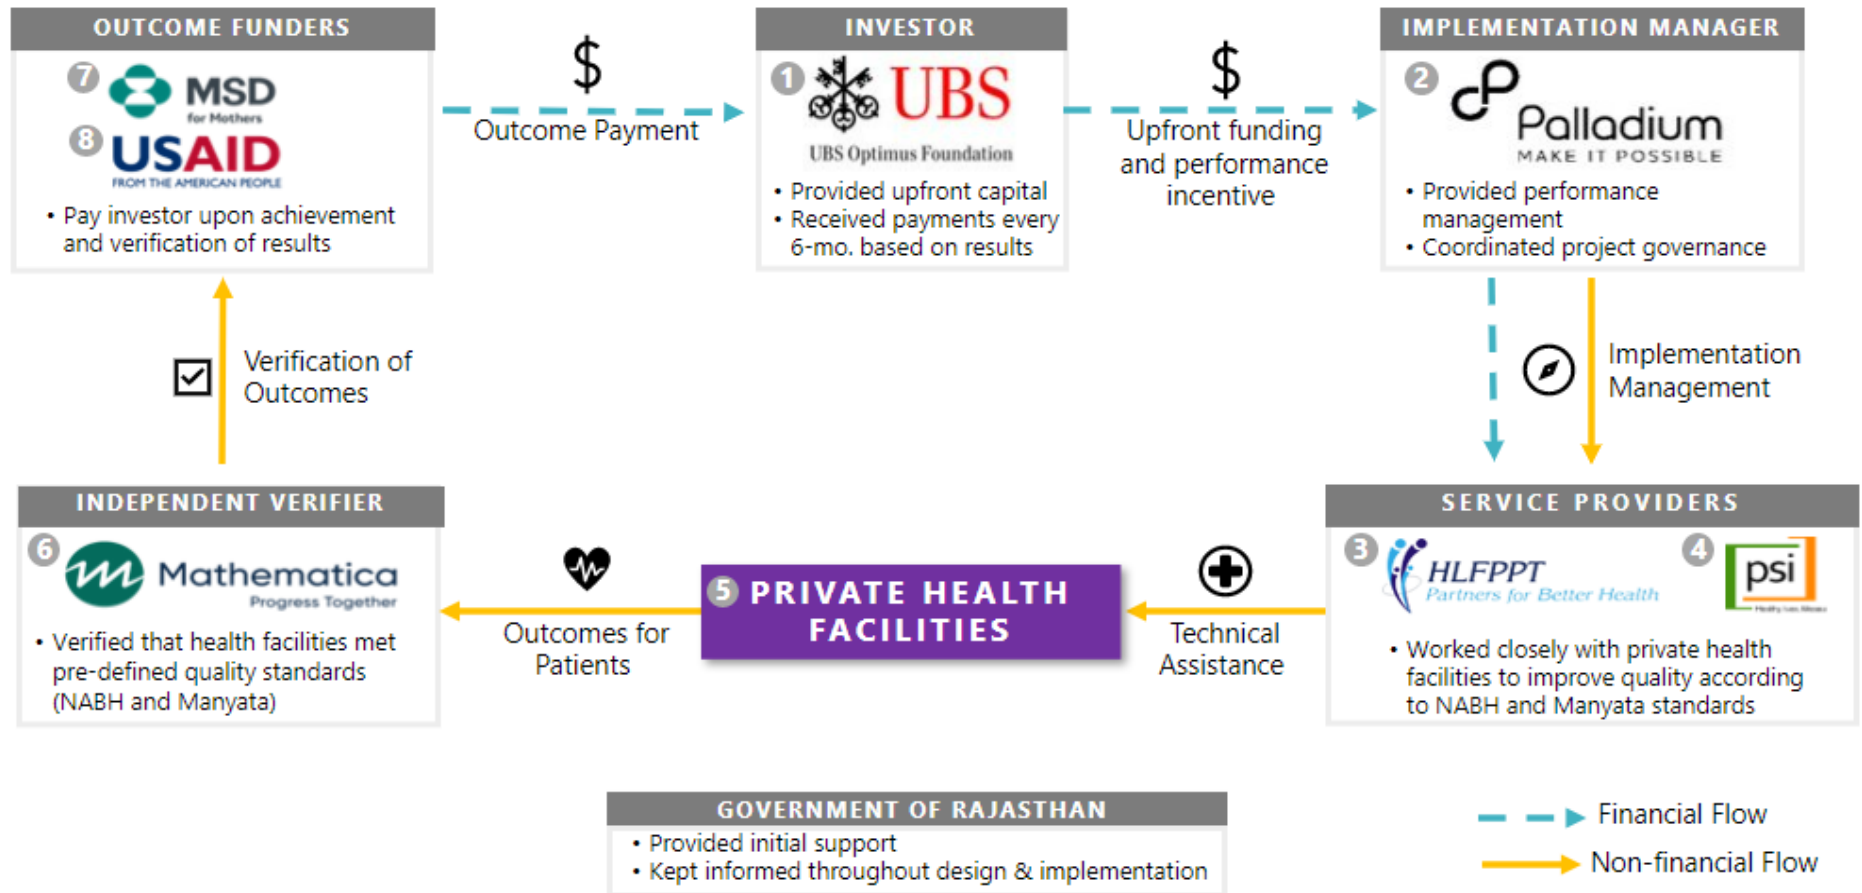 OUTCOME FUNDERS
7
MSD
for Mothers
8
USAID
FROM THE AMERICAN PEOPLE
• Pay investor upon achievement
and verification of results
$
Outcome Payment
INVESTOR
1
UBS
UBS Optimus Foundation
• Provided upfront capital
• Received payments every
6-mo. based on results
$
Upfront funding
and performance
incentive
IMPLEMENTATION MANAGER
2
Palladium
MAKE IT POSSIBLE
• Provided performance
management
• Coordinated project governance
Verification of
Outcomes
Implementation
Management
INDEPENDENT VERIFIER
6
Mathematica
Progress Together
• Verified that health facilities met
pre-defined quality standards
(NABH and Manyata)
Outcomes for
Patients
5 PRIVATE HEALTH
FACILITIES
Technical
Assistance
SERVICE PROVIDERS
3
HLFPPT
Partners for Better Health
4
psi
• Worked closely with private health
facilities to improve quality according
to NABH and Manyata standards
GOVERNMENT OF RAJASTHAN
• Provided initial support
• Kept informed throughout design & implementation
Financial Flow
Non-financial Flow